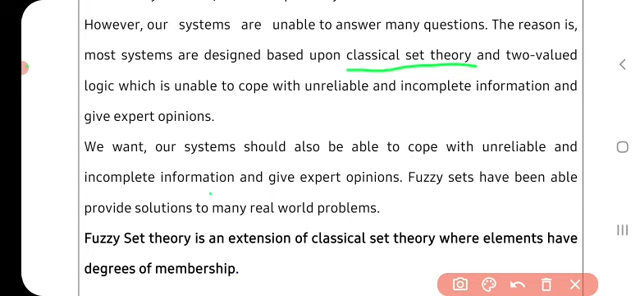 However, our systems are unable to answer many questions. The reason is,
most systems are designed based upon classical set theory and two-valued
logic which is unable to cope with unreliable and incomplete information and
give expert opinions.
We want, our systems should also be able to cope with unreliable and
incomplete information and give expert opinions. Fuzzy sets have been able
provide solutions to many real world problems.
Fuzzy Set theory is an extension of classical set theory where elements have
degrees of membership.